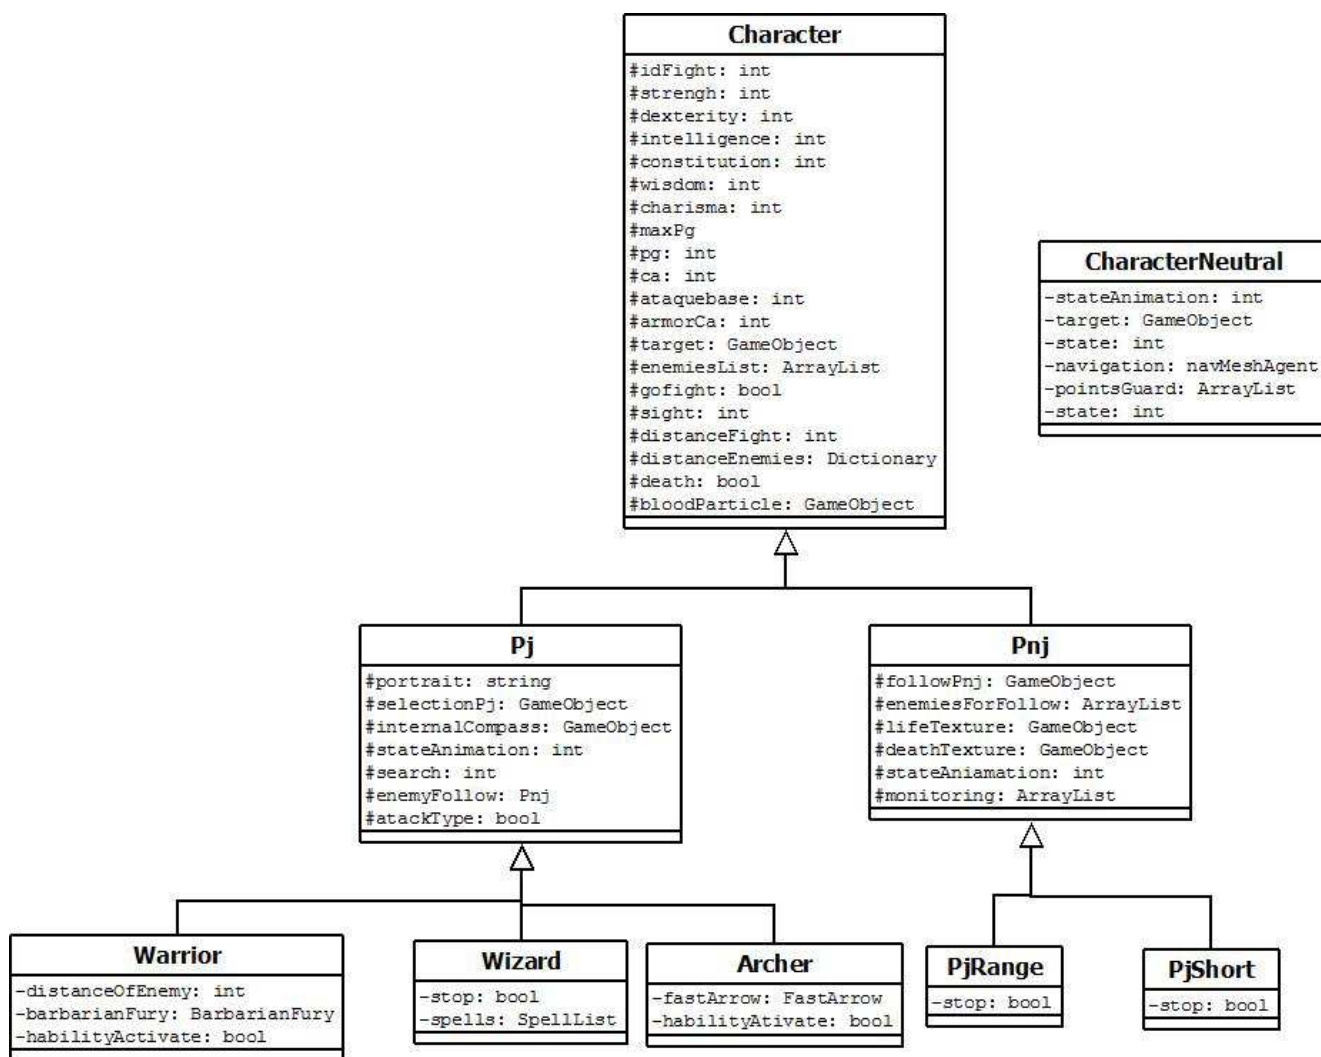 Character
#idFight: int
#strengh: int
#dexterity: int
#intelligence: int
#constitution: int
#wisdom: int
#charisma: int
#maxPg
#pg: int
#ca: int
#ataquebase: int
#armorCa: int
#target: GameObject
#enemiesList: ArrayList
#gofight: bool
#sight: int
#distanceFight: int
#distanceEnemies: Dictionary
#death: bool
#bloodParticle: GameObject
CharacterNeutral
-stateAnimation: int
-target: GameObject
-state: int
-navigation: navMeshAgent
-pointsGuard: ArrayList
-state: int
Pj
#portrait: string
#selectionPj: GameObject
#internalCompass: GameObject
#stateAnimation: int
#search: int
#enemyFollow: Pnj
#atackType: bool
Pnj
#followPnj: GameObject
#enemiesForFollow: ArrayList
#lifeTexture: GameObject
#deathTexture: GameObject
#stateAniamation: int
#monitoring: ArrayList
Warrior
-distanceOfEnemy: int
-barbarianFury: BarbarianFury
-habilityActivate: bool
Wizard
-stop: bool
-spells: SpellList
Archer
-fastArrow: FastArrow
-habilityAtivate: bool
PjRange
-stop: bool
PjShort
-stop: bool